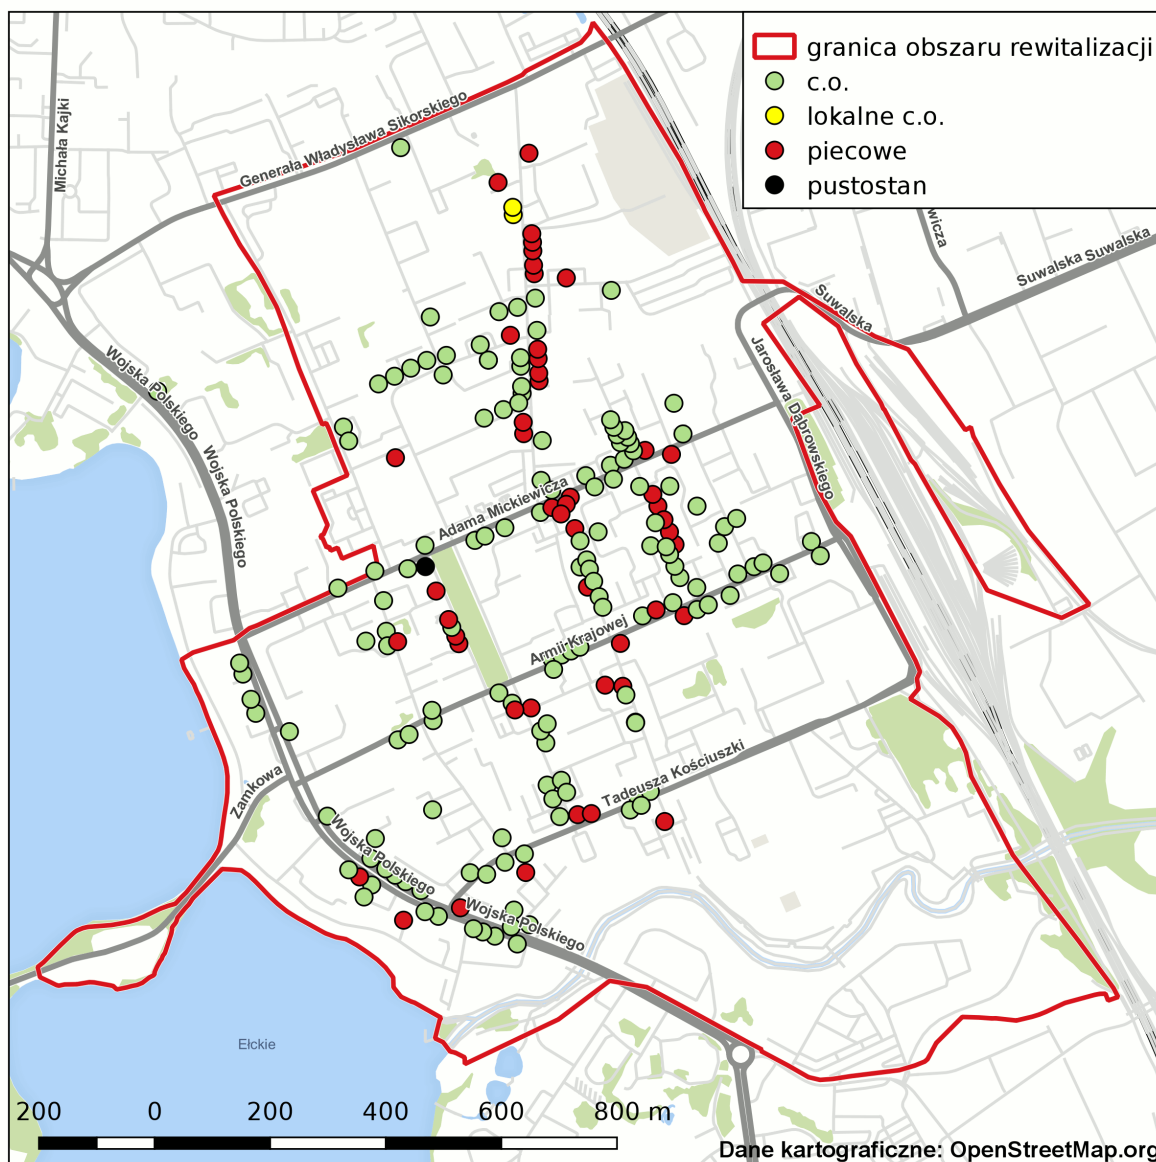 granica obszaru rewitalizacji
c.o.
lokalne c.o.
piecowe
pustostan
Michała Kajki
Generała Władysława Sikorskiego
wicza
Suwalska Suwalska
Suwalska
Jarosława Dąbrowskiego
Wojska Polskiego
Wojska Polskiego
Adama Mickiewicza
Armii Krajowej
Tadeusza Kościuszki
Zamkowa
Wojska Polskiego
Wojska Polskiego
Ełckie
200 0 200 400 600 800 m
Dane kartograficzne: OpenStreetMap.org